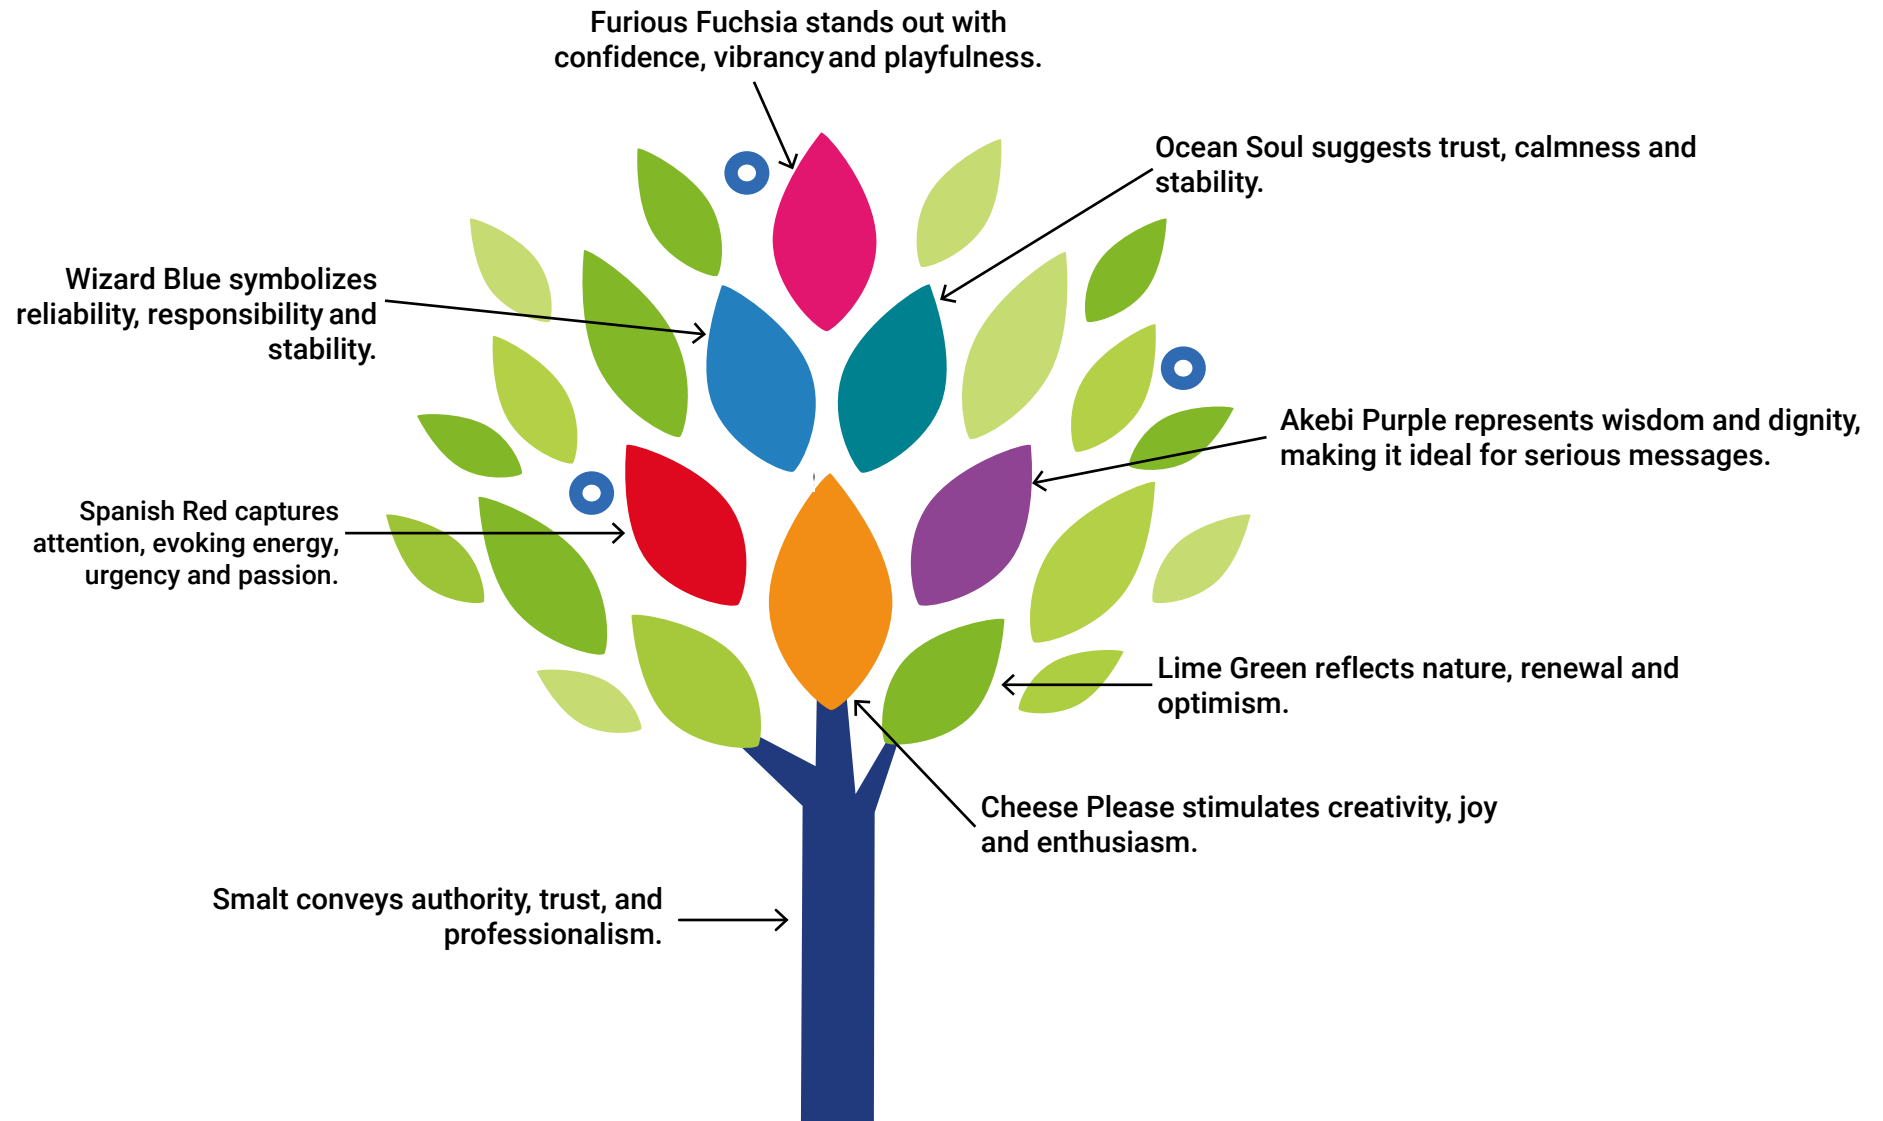 Furious Fuchsia stands out with
confidence, vibrancy and playfulness.
Ocean Soul suggests trust, calmness and
stability.
Wizard Blue symbolizes
reliability, responsibility and
stability.
Akebi Purple represents wisdom and dignity,
making it ideal for serious messages.
Spanish Red captures
attention, evoking energy,
urgency and passion.
Lime Green reflects nature, renewal and
optimism.
Cheese Please stimulates creativity, joy
and enthusiasm.
Smalt conveys authority, trust, and
professionalism.